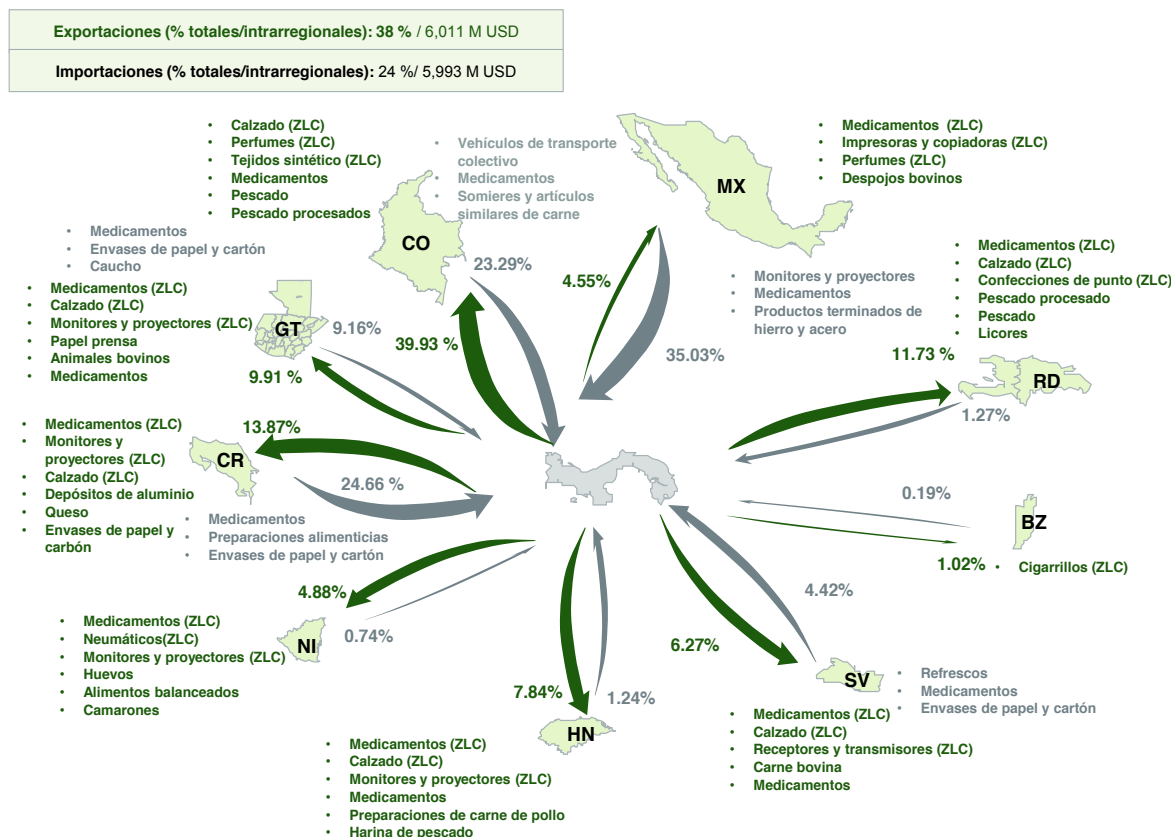 Exportaciones (% totales/intrarregionales): 38 % / 6,011 M USD
Importaciones (% totales/intrarregionales): 24 %/ 5,993 M USD
• Calzado (ZLC)
• Perfumes (ZLC)
• Tejidos sintético (ZLC)
• Medicamentos
• Pescado
• Pescado procesados
• Vehículos de transporte
colectivo
• Medicamentos
• Somieres y artículos
similares de carne
CO
23.29%
39.93 %
MX
• Medicamentos (ZLC)
• Impresoras y copiadoras (ZLC)
• Perfumes (ZLC)
• Despojos bovinos
4.55%
35.03%
• Monitores y proyectores
• Medicamentos
• Productos terminados de
hierro y acero
• Medicamentos
• Envases de papel y cartón
• Caucho
• Medicamentos (ZLC)
• Calzado (ZLC)
• Monitores y proyectores (ZLC)
• Papel prensa
• Animales bovinos
• Medicamentos
GT
9.16%
9.91 %
• Medicamentos (ZLC)
• Calzado (ZLC)
• Confecciones de punto (ZLC)
• Pescado procesado
• Pescado
• Licores
11.73 %
RD
1.27%
• Medicamentos (ZLC)
• Monitores y
proyectores (ZLC)
• Calzado (ZLC)
• Depósitos de aluminio
• Queso
• Envases de papel y
carbón
13.87%
CR
24.66 %
• Medicamentos
• Preparaciones alimenticias
• Envases de papel y cartón
0.19%
BZ
1.02%
• Cigarrillos (ZLC)
4.88%
NI
0.74%
• Medicamentos (ZLC)
• Neumáticos(ZLC)
• Monitores y proyectores (ZLC)
• Huevos
• Alimentos balanceados
• Camarones
7.84%
1.24%
HN
• Medicamentos (ZLC)
• Calzado (ZLC)
• Monitores y proyectores (ZLC)
• Medicamentos
• Preparaciones de carne de pollo
• Harina de pescado
4.42%
6.27%
SV
• Refrescos
• Medicamentos
• Envases de papel y cartón
• Medicamentos (ZLC)
• Calzado (ZLC)
• Receptores y transmisores (ZLC)
• Carne bovina
• Medicamentos